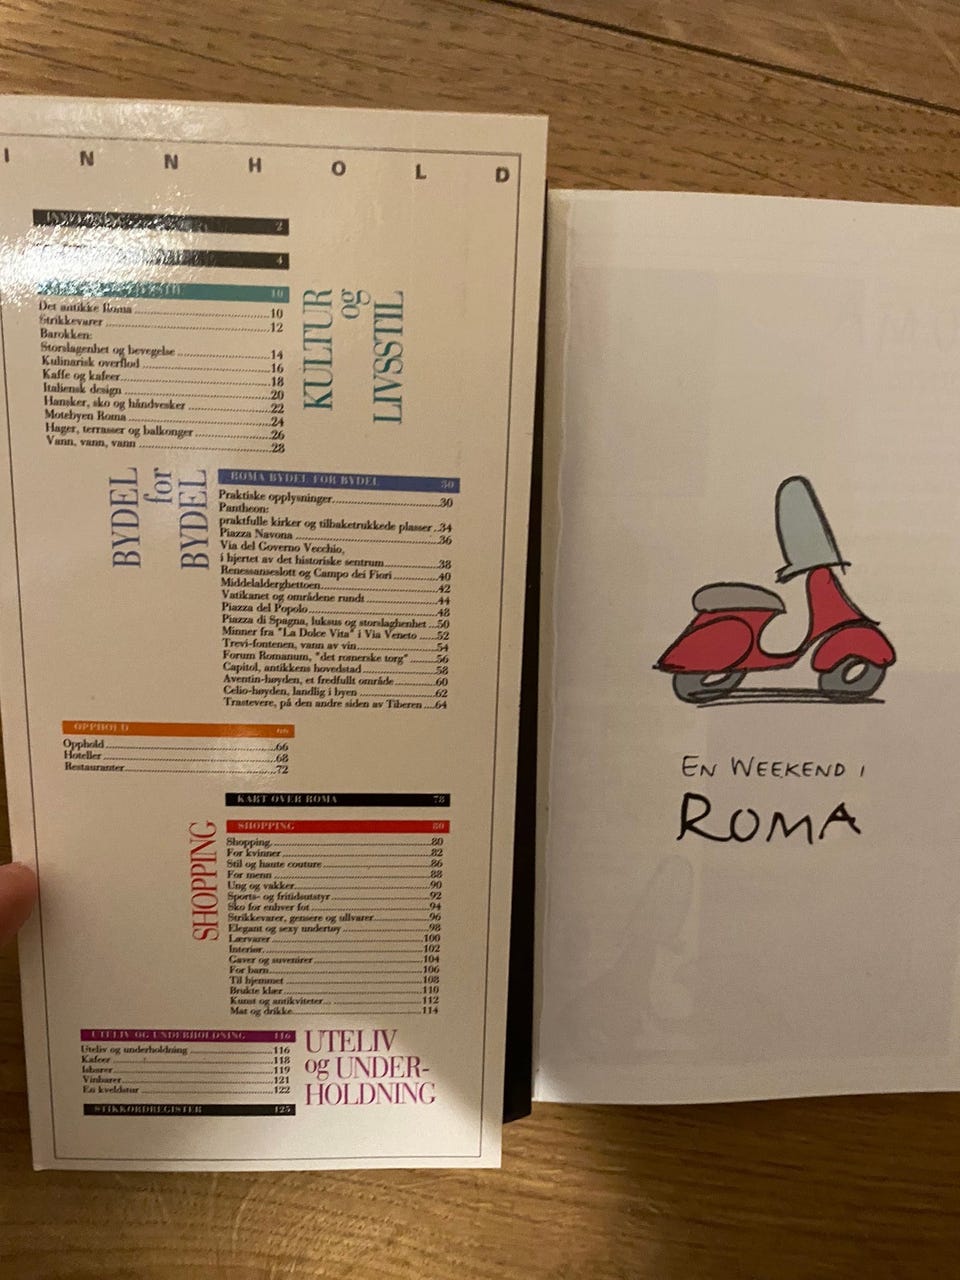 INNHOLD
2
4
10
Det antikke Roma 10
Strikkevarer 12
Barokken:
Storslagenhet og bevegelse 14
Kulinarisk overflod 16
Kaffe og kafeer 18
Italiensk design 20
Hansker, sko og håndvesker 22
Motebyen Roma 24
Hager, terrasser og balkonger 26
Vann, vann, vann 28
KULTUR
og
LIVSSTIL
BYDEL
for
BYDEL
ROMA BYDEL FOR BYDEL 30
Praktiske opplysninger 30
Pantheon:
praktfulle kirker og tilbaketrukkede plasser 34
Piazza Navona 36
Via del Governo Vecchio,
i hjertet av det historiske sentrum 38
Renessanseslott og Campo dei Fiori 40
Middelalderghettoen 42
Vatikanet og områdene rundt 44
Piazza del Popolo 48
Piazza di Spagna, luksus og storslaghenhet 50
Minner fra "La Dolce Vita" i Via Veneto 52
Trevi-fontenen, vann av vin 54
Forum Romanum, "det romerske torg" 56
Capitol, antikkens hovedstad 58
Aventin-høyden, et fredfullt område 60
Celio-høyden, landlig i byen 62
Trastevere, på den andre siden av Tiberen 64
OPPHOLD 66
Opphold 66
Hoteller 68
Restauranter 72
KART OVER ROMA 78
SHOPPING
SHOPPING 80
Shopping 80
For kvinner 82
Stil og haute couture 86
For menn 88
Ung og vakker 90
Sports- og fritidsutstyr 92
Sko for enhver fot 94
Strikkevarer, gensere og ullvarer 96
Elegant og sexy undertøy 98
Lærvarer 100
Interiør 102
Gaver og suvenirer 104
For barn 106
Til hjemmet 108
Brukte klær 110
Kunst og antikviteter 112
Mat og drikke 114
UTELIV OG UNDERHOLDNING 116
Uteliv og underholdning 116
Kafeer 118
Isbarer 119
Vinbarer 121
En kveldstur 122
STIKKORDREGISTER 125
UTELIV
og UNDER-
HOLDNING
EN WEEKEND I
ROMA